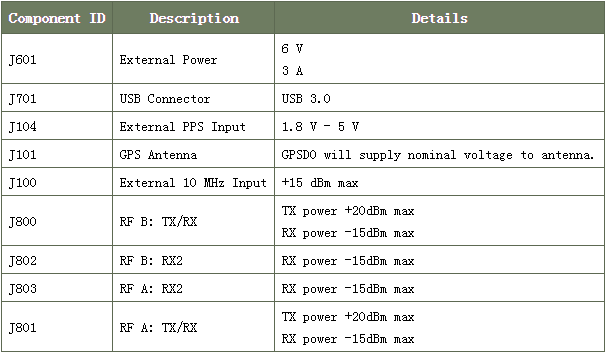 Component ID Description Details
J601 External Power 6 V
3 A
J701 USB Connector USB 3.0
J104 External PPS Input 1.8 V - 5 V
J101 GPS Antenna GPSDO will supply nominal voltage to antenna.
J100 External 10 MHz Input +15 dBm max
J800 RF B: TX/RX TX power +20dBm max
RX power -15dBm max
J802 RF B: RX2 RX power -15dBm max
J803 RF A: RX2 RX power -15dBm max
J801 RF A: TX/RX TX power +20dBm max
RX power -15dBm max